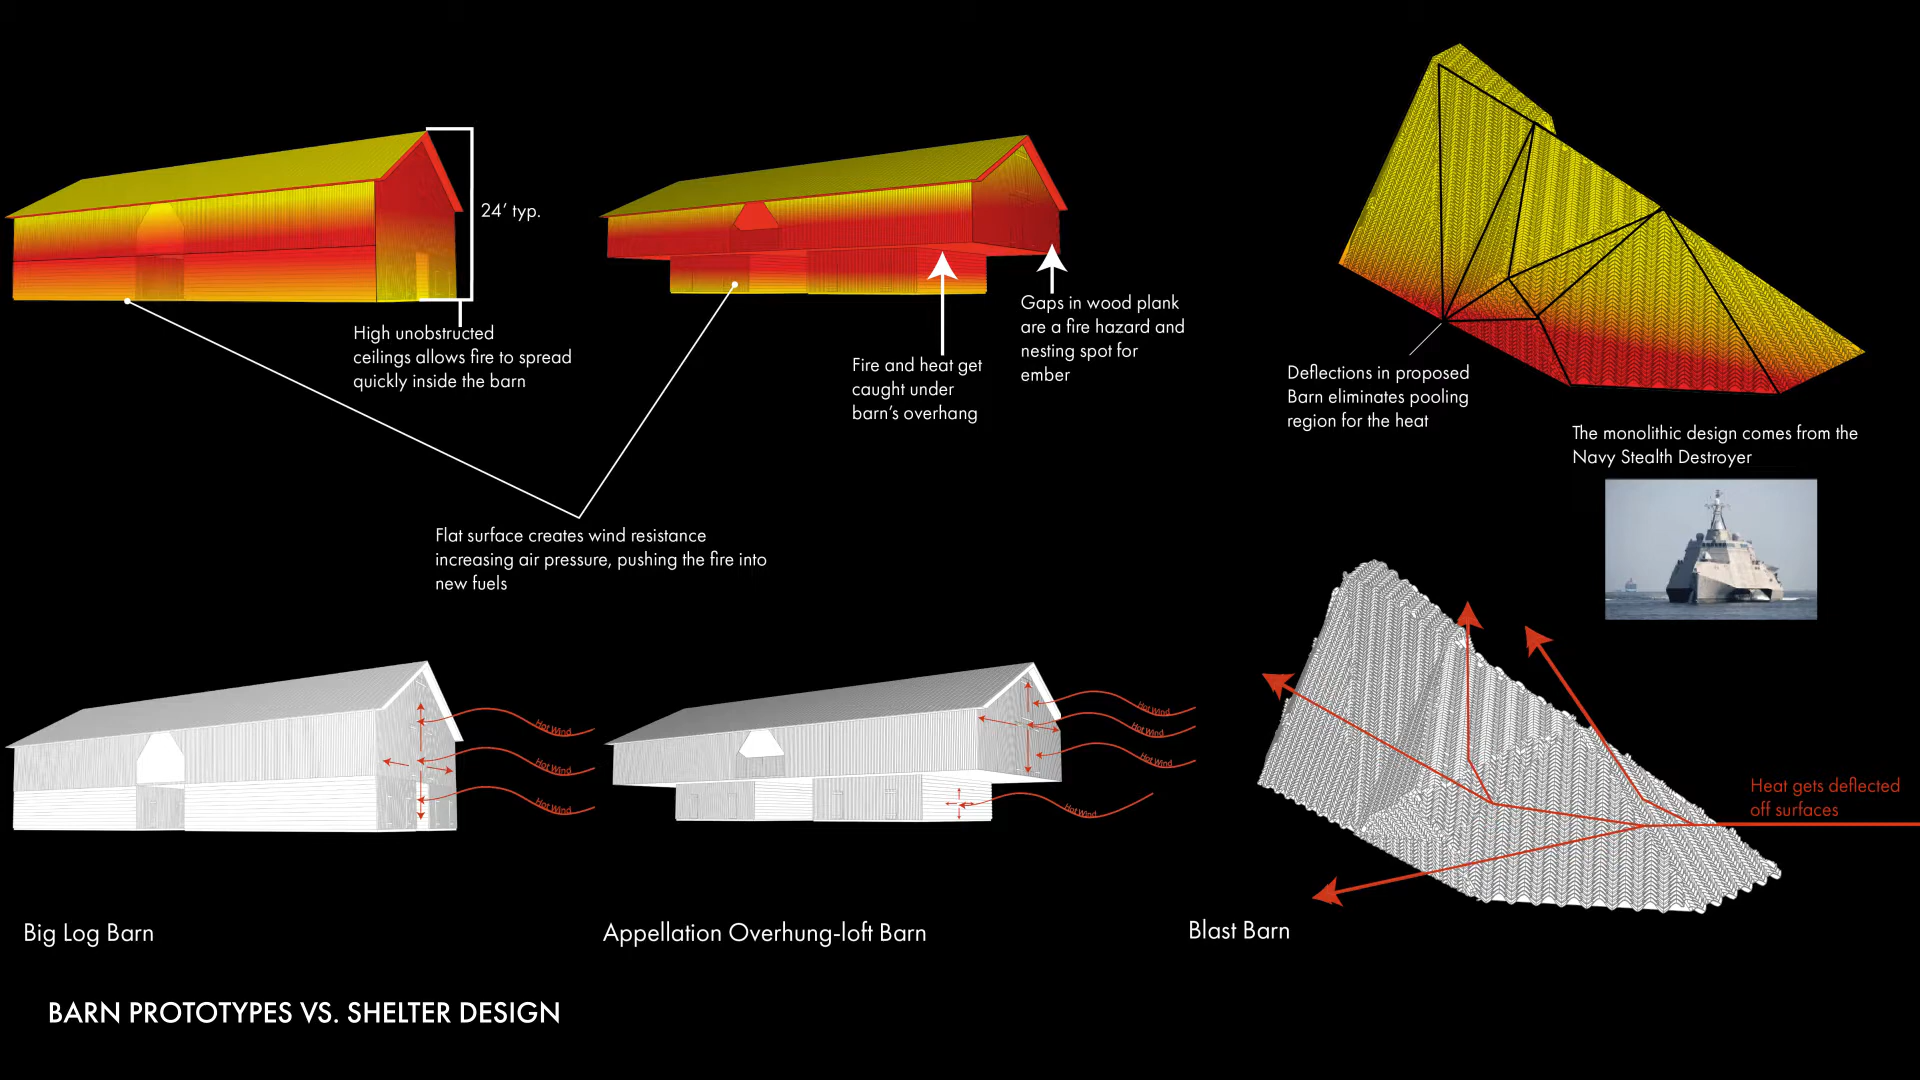 24' typ.
High unobstructed
ceilings allows fire to spread
quickly inside the barn
Fire and heat get
caught under
barn's overhang
Gaps in wood plank
are a fire hazard and
nesting spot for
ember
Flat surface creates wind resistance
increasing air pressure, pushing the fire into
new fuels
Deflections in proposed
Barn eliminates pooling
region for the heat
The monolithic design comes from the
Navy Stealth Destroyer
Hot Wind
Hot Wind
Hot Wind
Hot Wind
Hot Wind
Hot Wind
Hot Wind
Heat gets deflected
off surfaces
Big Log Barn
Appellation Overhung-loft Barn
Blast Barn
BARN PROTOTYPES VS. SHELTER DESIGN